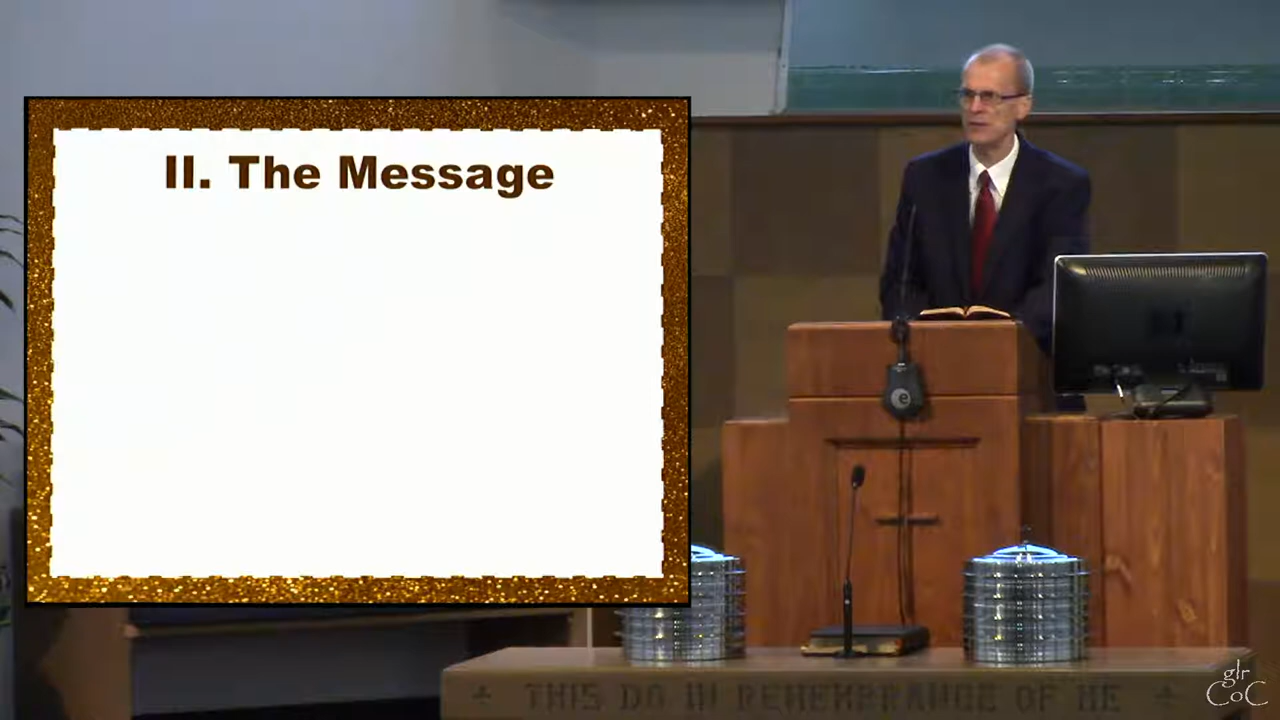 II. The Message
e
THIS DO IN REMEMBRANCE OF ME
glr
CoC